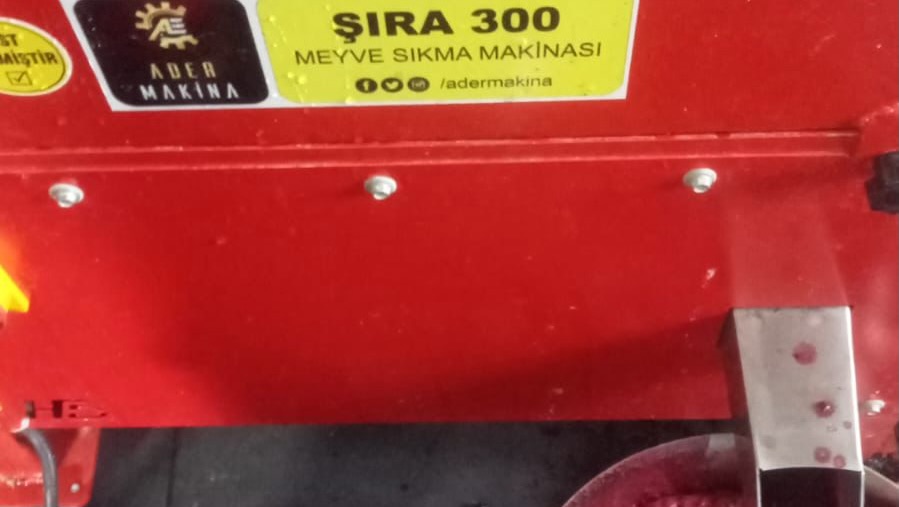 ŞIRA 300
MEYVE SIKMA MAKİNASI
/adermakina
ADER
MAKİNA